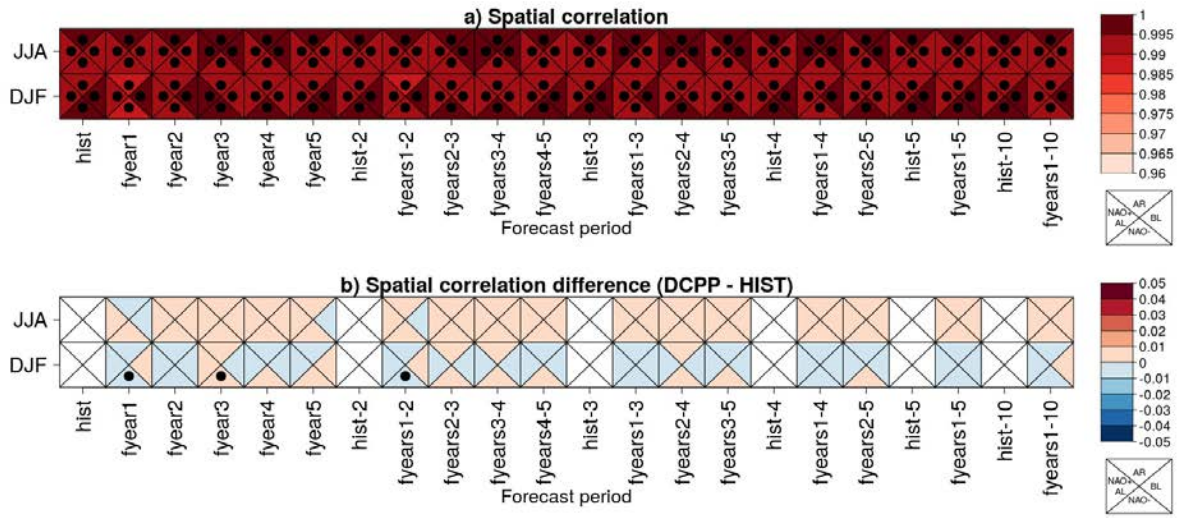 a) Spatial correlation
JJA
DJF
hist
fyear1
fyear2
fyear3
fyear4
fyear5
hist-2
fyears1-2
fyears2-3
fyears3-4
fyears4-5
hist-3
fyears1-3
fyears2-4
fyears3-5
hist-4
fyears1-4
fyears2-5
hist-5
fyears1-5
hist-10
fyears1-10
Forecast period
1
0.995
0.99
0.985
0.98
0.975
0.97
0.965
0.96
AR
NAO+
AL
BL
NAO-
b) Spatial correlation difference (DCPP - HIST)
JJA
DJF
hist
fyear1
fyear2
fyear3
fyear4
fyear5
hist-2
fyears1-2
fyears2-3
fyears3-4
fyears4-5
hist-3
fyears1-3
fyears2-4
fyears3-5
hist-4
fyears1-4
fyears2-5
hist-5
fyears1-5
hist-10
fyears1-10
Forecast period
0.05
0.04
0.03
0.02
0.01
0
-0.01
-0.02
-0.03
-0.04
-0.05
AR
NAO+
AL
BL
NAO-